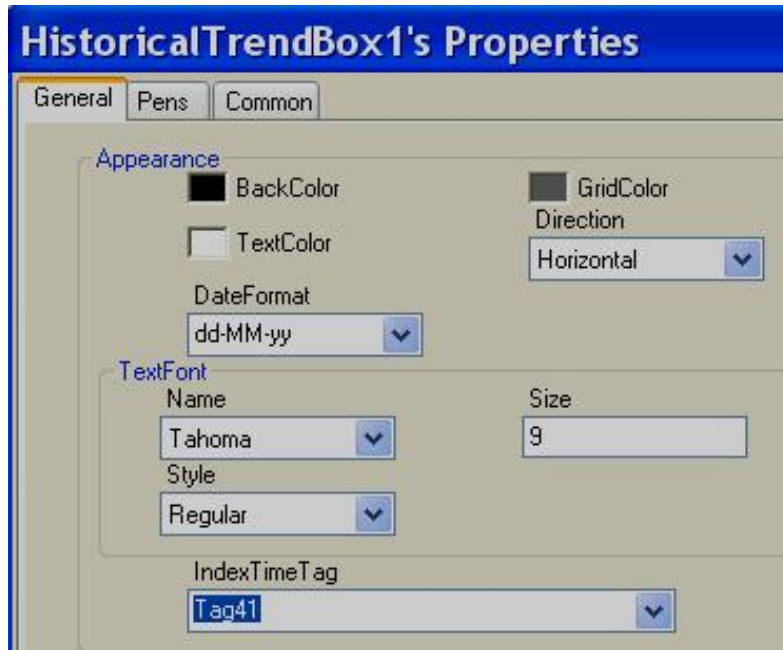 HistoricalTrendBox1's Properties
General Pens Common
Appearance
BackColor GridColor
Direction
TextColor
Horizontal
DateFormat
dd-MM-yy
TextFont
Name Size
Tahoma 9
Style
Regular
IndexTimeTag
Tag41